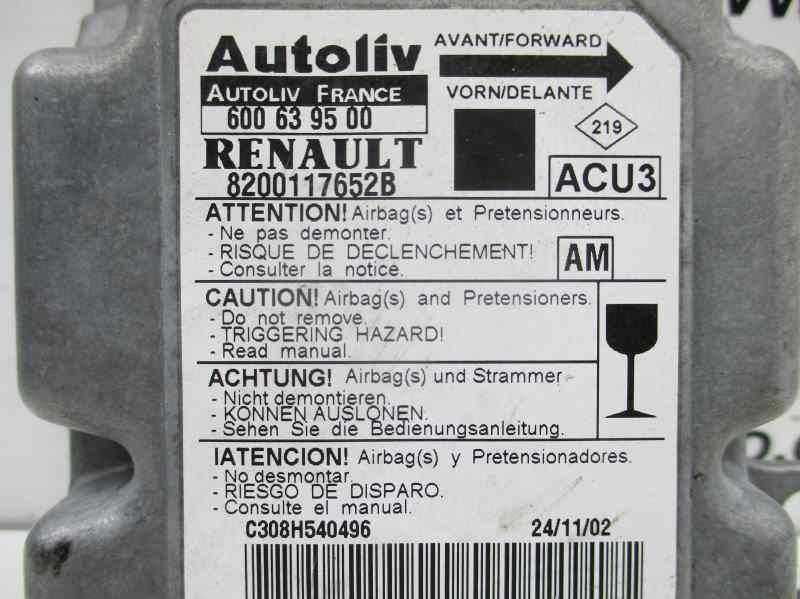 Autoliv
AVANT/FORWARD
AUTOLIV FRANCE
VORN/DELANTE
600 63 95 00
219
RENAULT
8200117652B
ACU3
ATTENTION! Airbag(s) et Pretensionneurs.
- Ne pas demonter.
- RISQUE DE DECLENCHEMENT!
- Consulter la notice.
AM
CAUTION! Airbag(s) and Pretensioners.
- Do not remove.
- TRIGGERING HAZARD!
- Read manual.
ACHTUNG! Airbag(s) und Strammer
- Nicht demontieren.
- KONNEN AUSLONEN.
- Sehen Sie die Bedienungsanleitung.
IATENCION! Airbag(s) y Pretensionadores.
- No desmontar.
- RIESGO DE DISPARO.
- Consulte el manual.
C308H540496 24/11/02